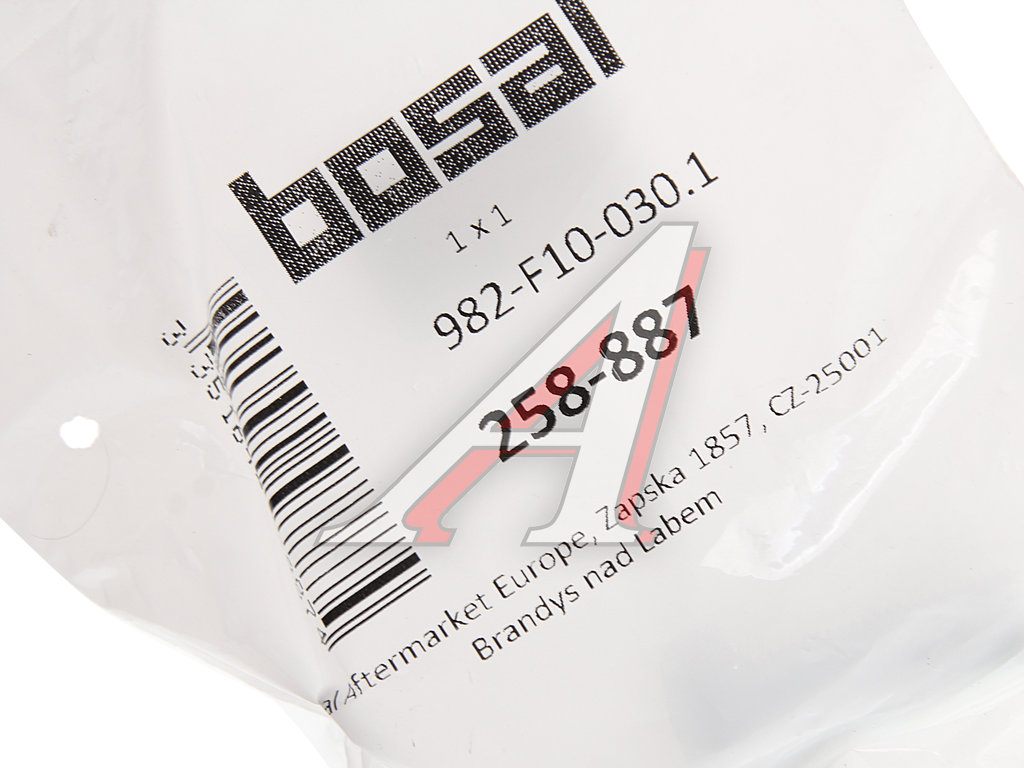 bosal
1 x 1
982-F10-030.1
258-887
Aftermarket Europe, Zapska 1857, CZ-25001
Brandys nad Labem